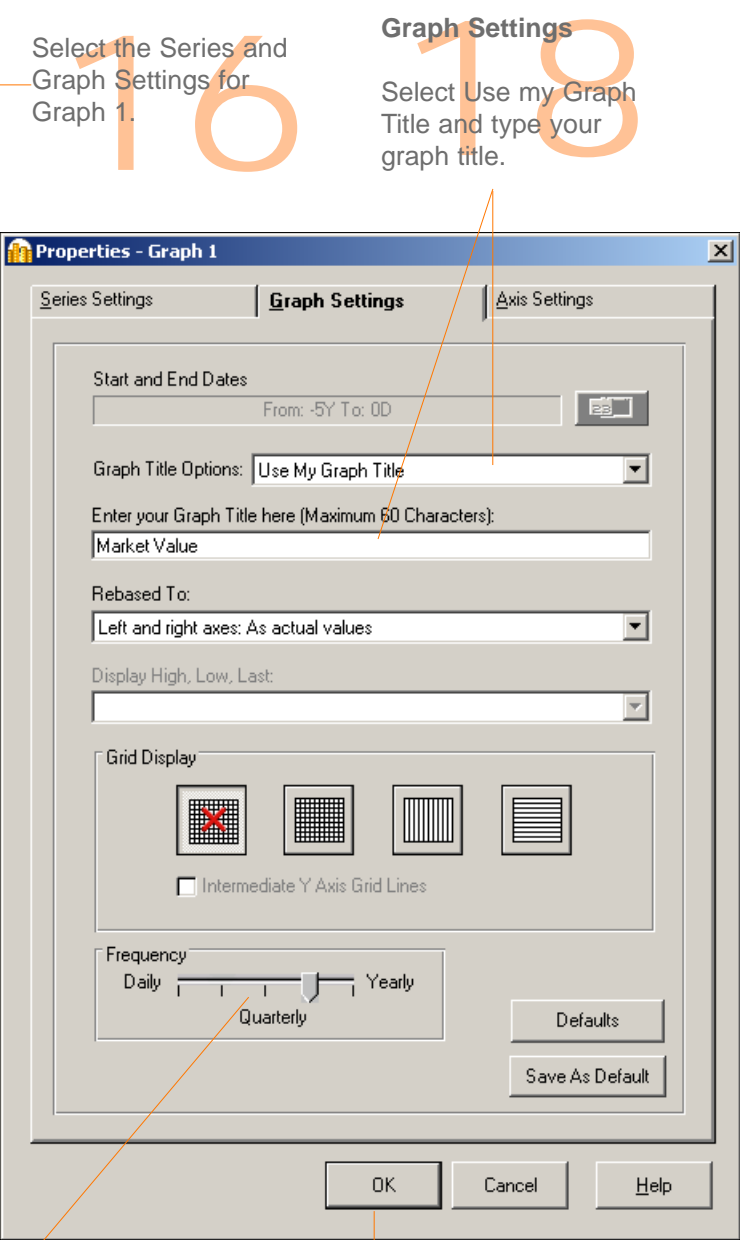 16
Select the Series and
Graph Settings for
Graph 1.
18
Graph Settings
Select Use my Graph
Title and type your
graph title.
Properties - Graph 1
Series Settings
Graph Settings
Axis Settings
Start and End Dates
From: -5Y To: 0D
23
Graph Title Options: Use My Graph Title
Enter your Graph Title here (Maximum 60 Characters):
Market Value
Rebased To:
Left and right axes: As actual values
Display High, Low, Last:
Grid Display
Intermediate Y Axis Grid Lines
Frequency
Daily Yearly
Quarterly
Defaults
Save As Default
OK Cancel Help